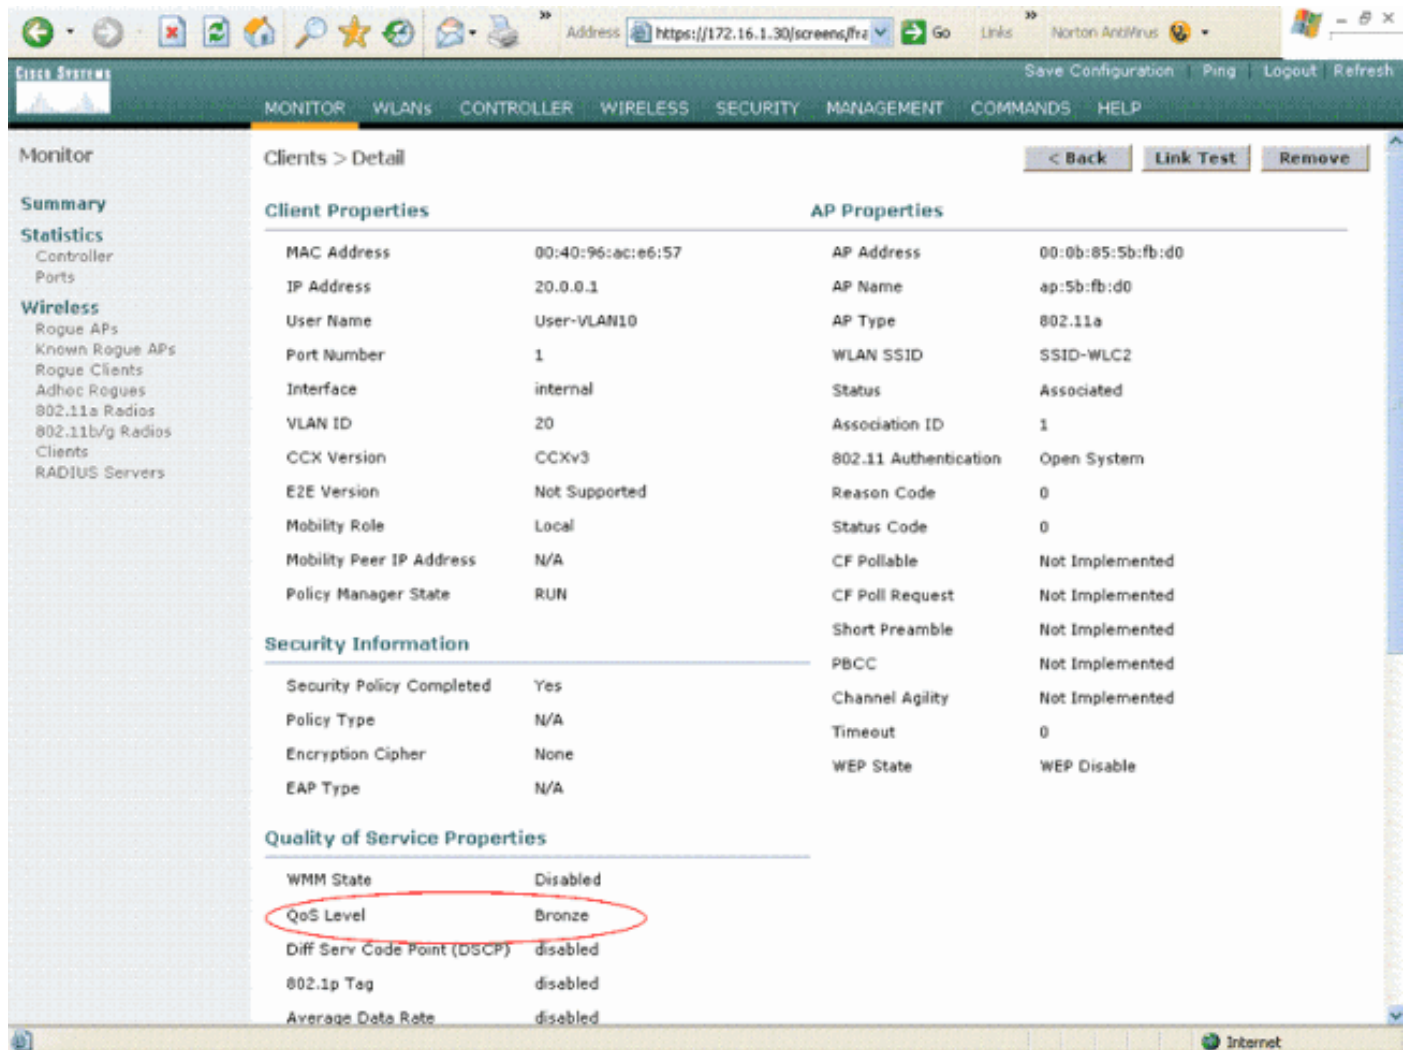 » Address https://172.16.1.30/screens/fra Go Links » Norton AntiVirus
CISCO SYSTEMS
Save Configuration | Ping | Logout | Refresh
MONITOR WLANs CONTROLLER WIRELESS SECURITY MANAGEMENT COMMANDS HELP
Monitor
Summary
Statistics
Controller
Ports
Wireless
Rogue APs
Known Rogue APs
Rogue Clients
Adhoc Rogues
802.11a Radios
802.11b/g Radios
Clients
RADIUS Servers
Clients > Detail
< Back Link Test Remove
Client Properties
MAC Address 00:40:96:ac:e6:57
IP Address 20.0.0.1
User Name User-VLAN10
Port Number 1
Interface internal
VLAN ID 20
CCX Version CCXv3
E2E Version Not Supported
Mobility Role Local
Mobility Peer IP Address N/A
Policy Manager State RUN
Security Information
Security Policy Completed Yes
Policy Type N/A
Encryption Cipher None
EAP Type N/A
Quality of Service Properties
WMM State Disabled
QoS Level Bronze
Diff Serv Code Point (DSCP) disabled
802.1p Tag disabled
Average Data Rate disabled
AP Properties
AP Address 00:0b:85:5b:fb:d0
AP Name ap:5b:fb:d0
AP Type 802.11a
WLAN SSID SSID-WLC2
Status Associated
Association ID 1
802.11 Authentication Open System
Reason Code 0
Status Code 0
CF Pollable Not Implemented
CF Poll Request Not Implemented
Short Preamble Not Implemented
PBCC Not Implemented
Channel Agility Not Implemented
Timeout 0
WEP State WEP Disable
Internet